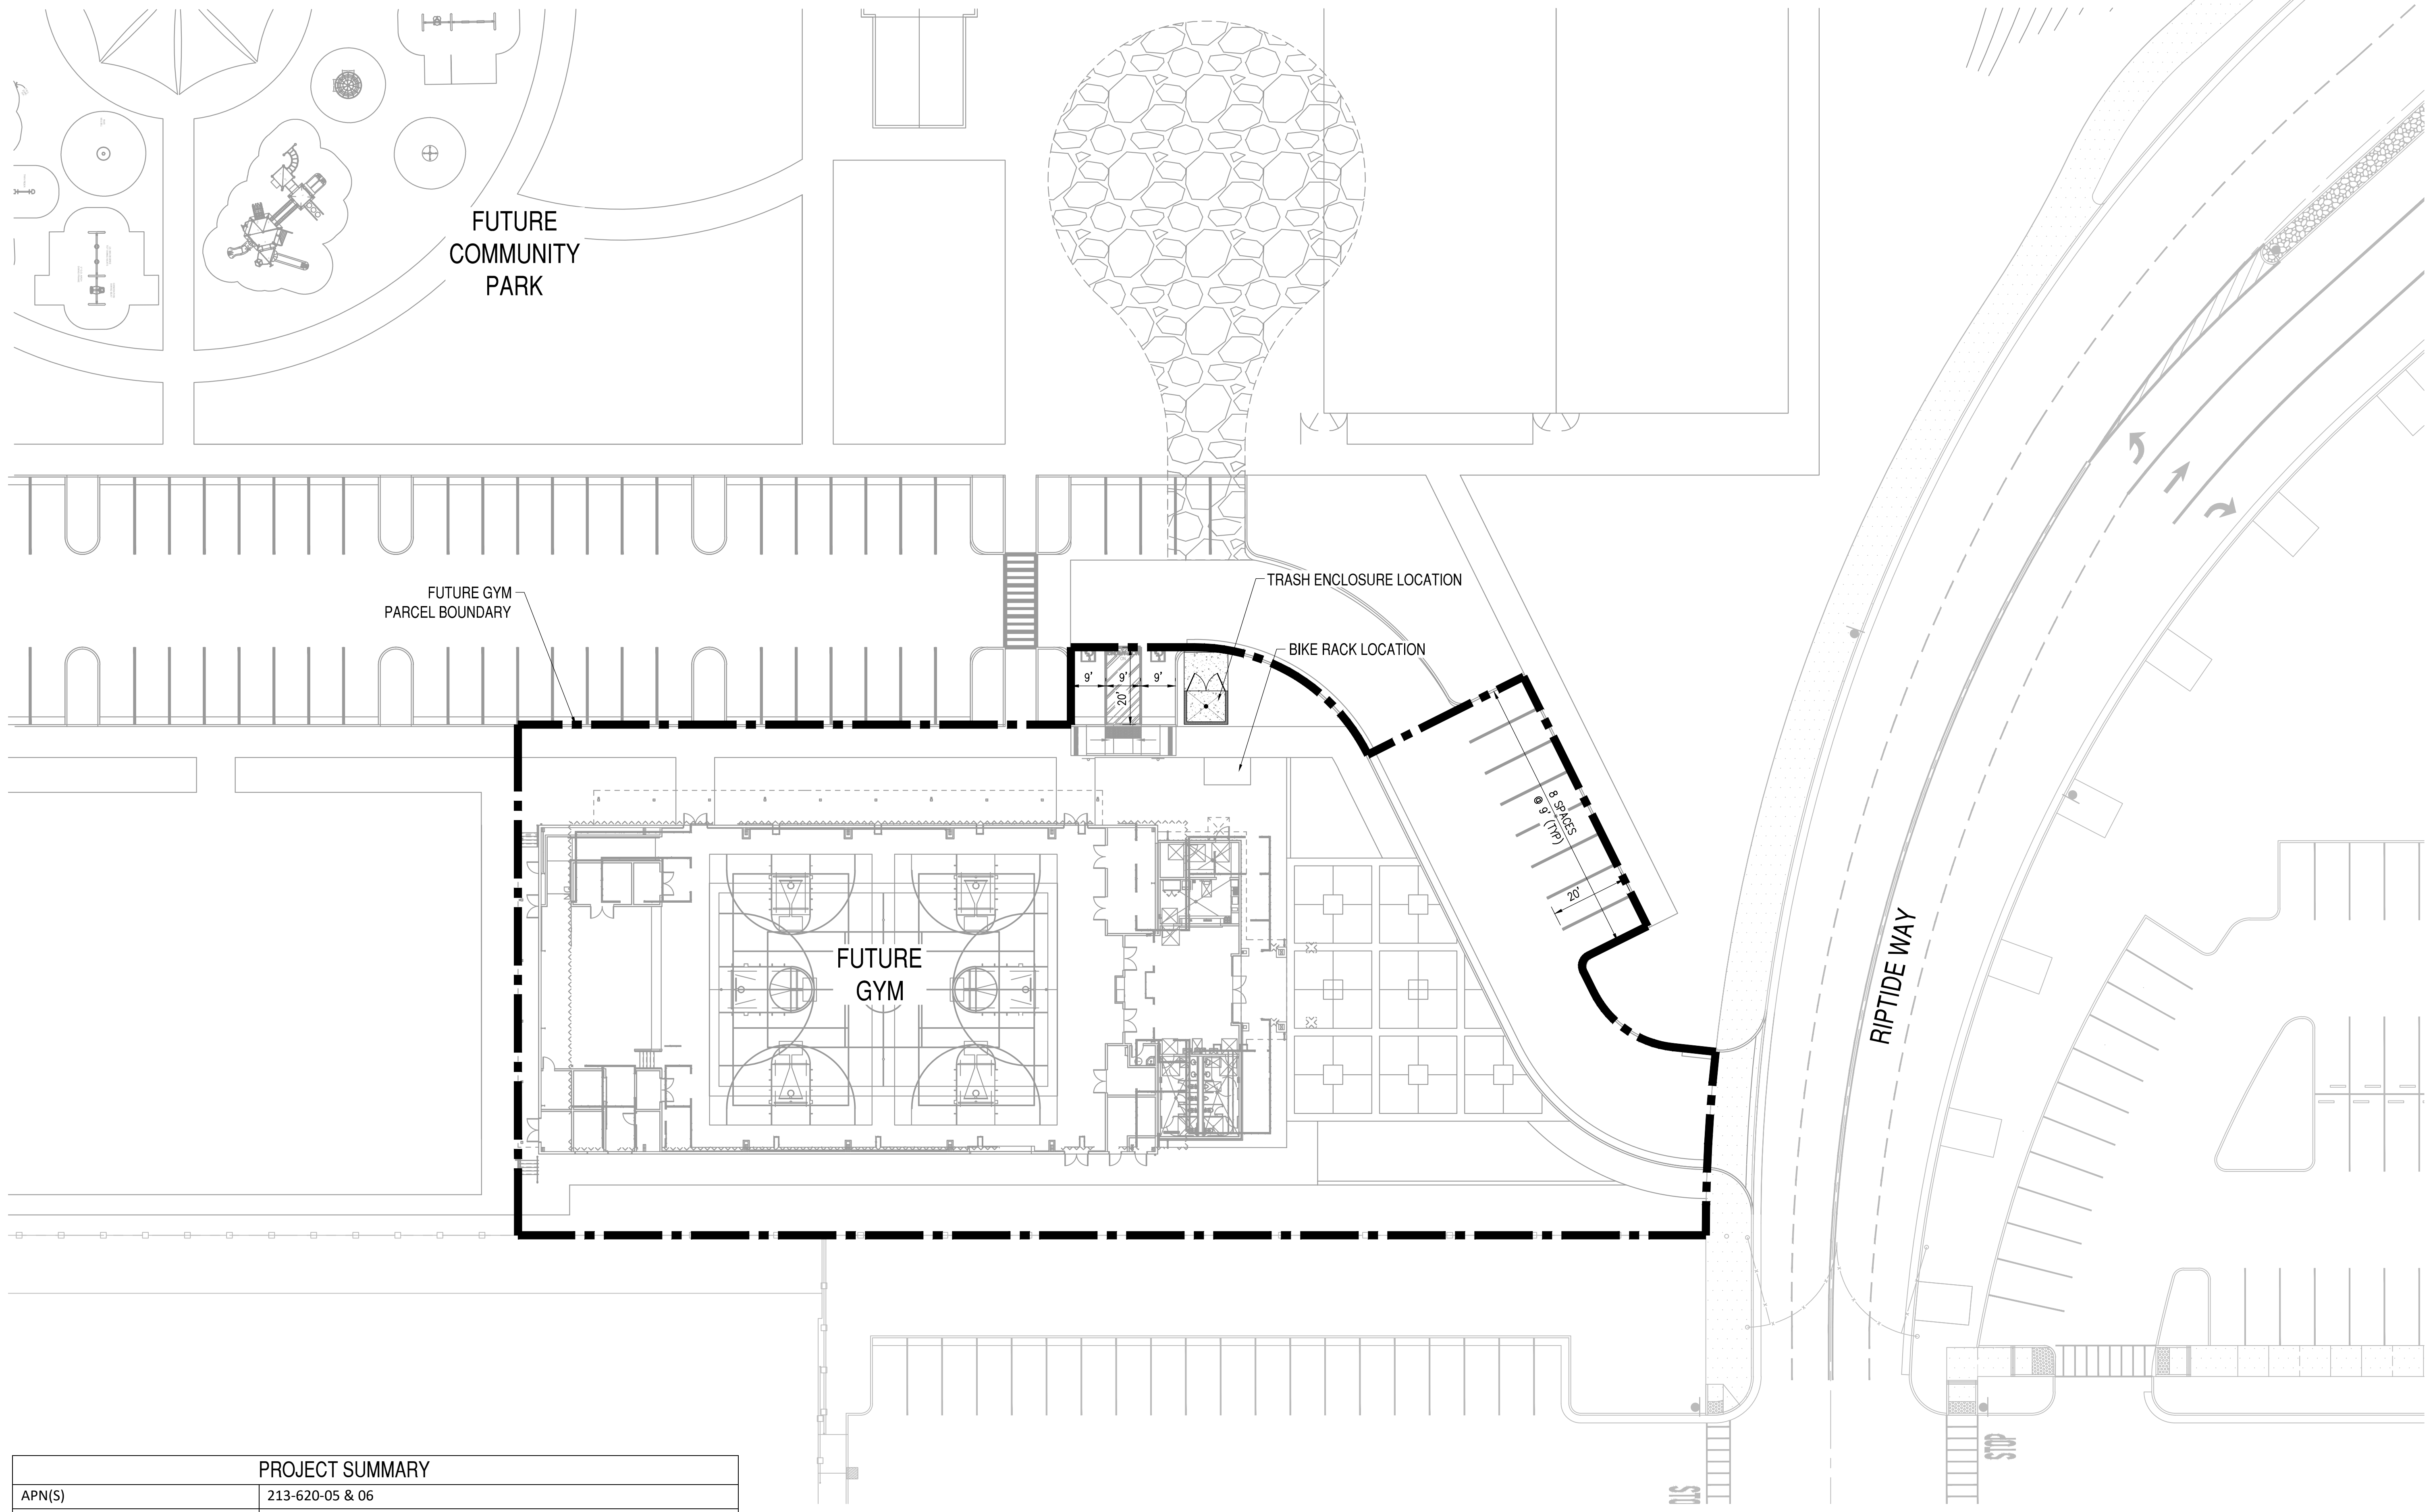 FUTURE
COMMUNITY
PARK
FUTURE GYM
PARCEL BOUNDARY
TRASH ENCLOSURE LOCATION
BIKE RACK LOCATION
9'
9'
9'
20'
8 SPACES
@ 9' (TYP)
20'
FUTURE
GYM
RIPTIDE WAY
STOP
PROJECT SUMMARY
APN(S)
213-620-05 & 06